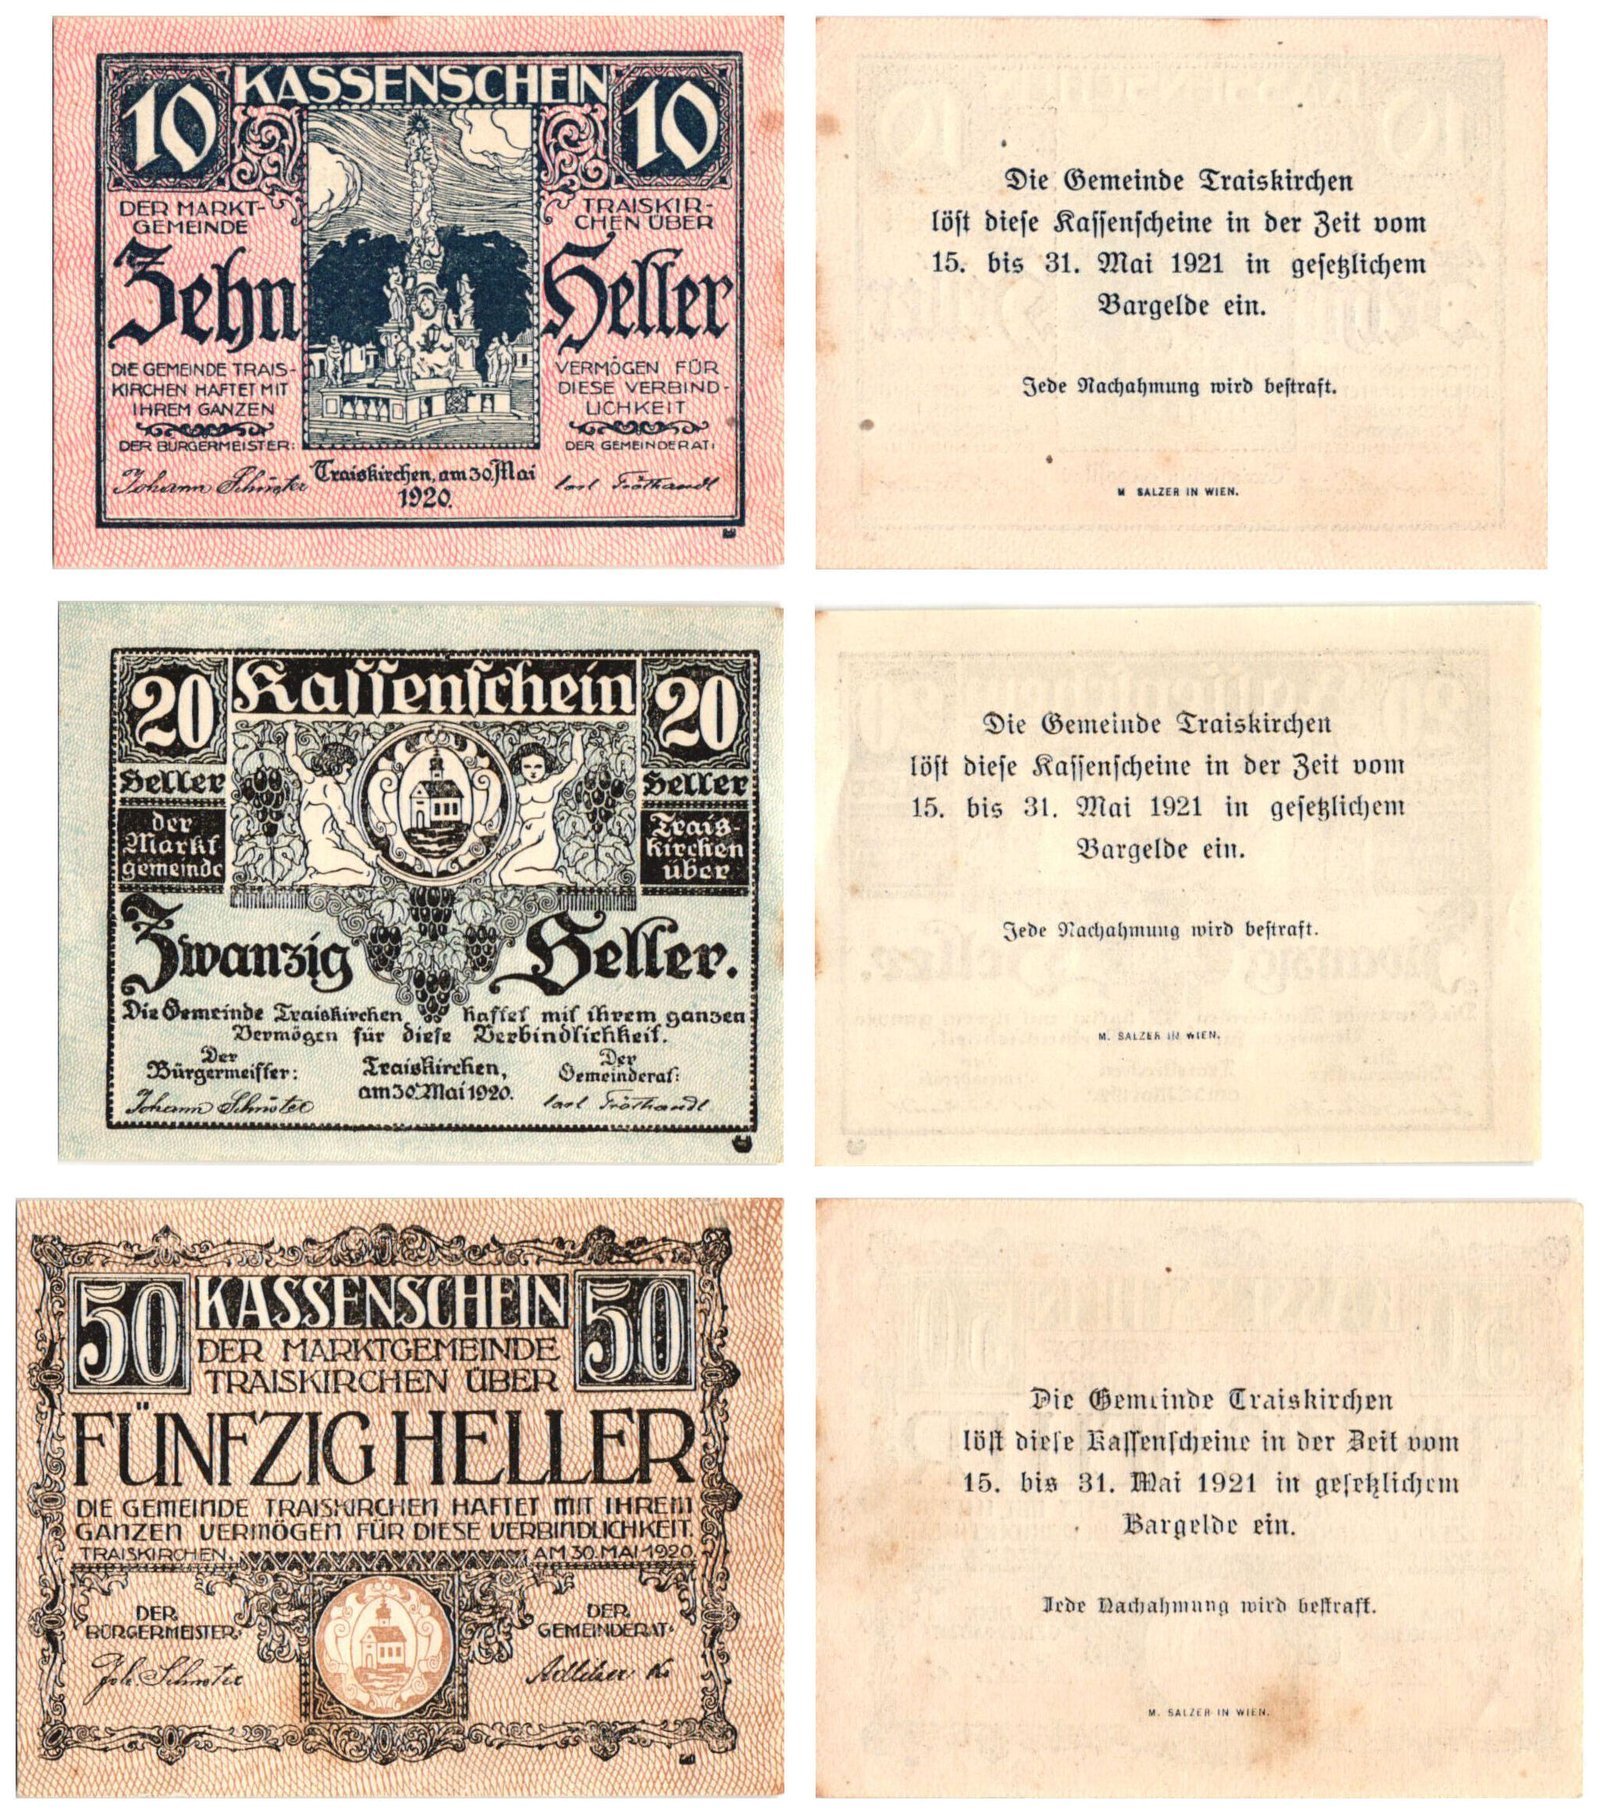 KASSENSCHEIN
10 10
DER MARKT-
GEMEINDE
TRAISKIR-
CHEN ÜBER
Zehn Heller
DIE GEMEINDE TRAIS-
KIRCHEN HAFTET MIT
IHREM GANZEN
VERMÖGEN FÜR
DIESE VERBIND-
LICHKEIT
DER BÜRGERMEISTER:
DER GEMEINDERAT:
Johann Schuster
Traiskirchen, am 30. Mai
1920.
Die Gemeinde Traiskirchen
löst diese Kassenscheine in der Zeit vom
15. bis 31. Mai 1921 in gesetzlichem
Bargelde ein.
Jede Nachahmung wird bestraft.
M SALZER IN WIEN.
20 Kassenschein 20
Heller Heller
der
Markt
gemeinde
Trais-
kirchen
über
Zwanzig Heller.
Die Gemeinde Traiskirchen haftet mit ihrem ganzen
Vermögen für diese Verbindlichkeit.
Der
Bürgermeister:
Traiskirchen,
am 30. Mai 1920.
Der
Gemeinderat:
Johann Schuster
Die Gemeinde Traiskirchen
löst diese Kassenscheine in der Zeit vom
15. bis 31. Mai 1921 in gesetzlichem
Bargelde ein.
Jede Nachahmung wird bestraft.
M. SALZER IN WIEN.
50 KASSENSCHEIN 50
DER MARKTGEMEINDE
TRAISKIRCHEN ÜBER
FÜNFZIG HELLER
DIE GEMEINDE TRAISKIRCHEN HAFTET MIT IHREM
GANZEN VERMÖGEN FÜR DIESE VERBINDLICHKEIT.
TRAISKIRCHEN, AM 30. MAI 1920.
DER
BÜRGERMEISTER:
DER
GEMEINDERAT:
Joh. Schuster
Die Gemeinde Traiskirchen
löst diese Kassenscheine in der Zeit vom
15. bis 31. Mai 1921 in gesetzlichem
Bargelde ein.
Jede Nachahmung wird bestraft.
M. SALZER IN WIEN.